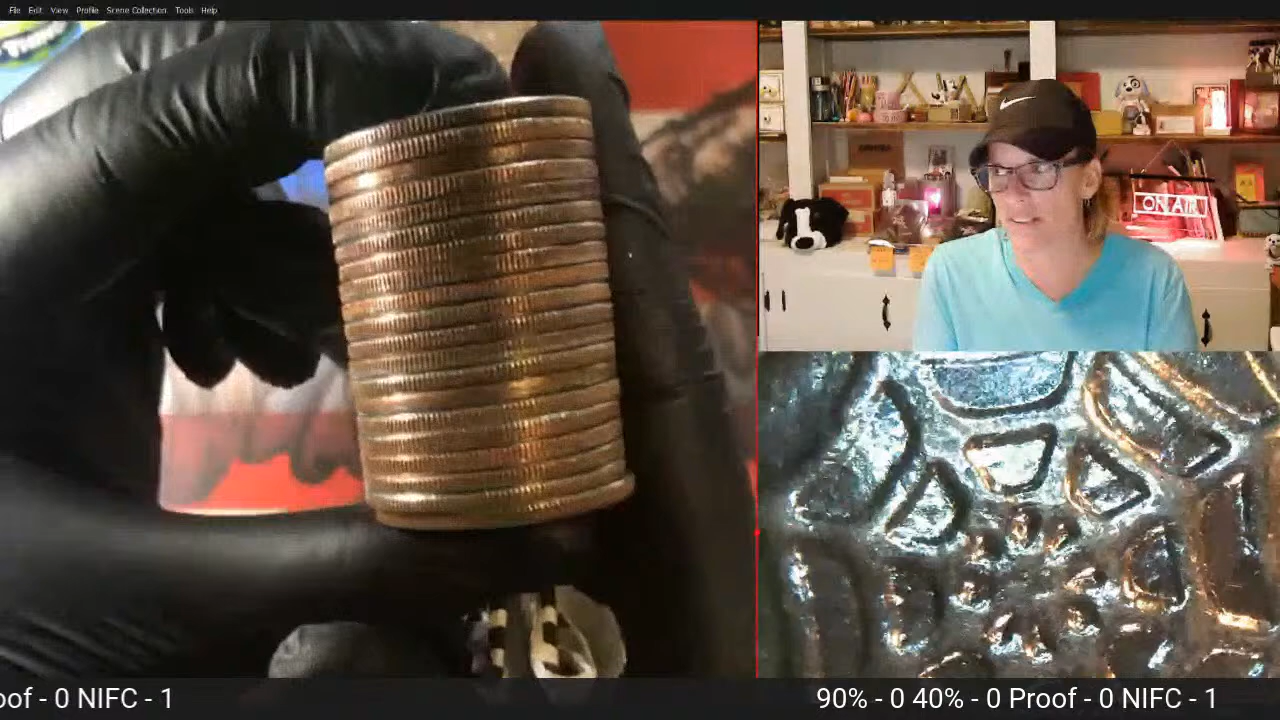 File Edit View Profile Scene Collection Tools Help
ON AIR
oof - 0 NIFC - 1
90% - 0 40% - 0 Proof - 0 NIFC - 1